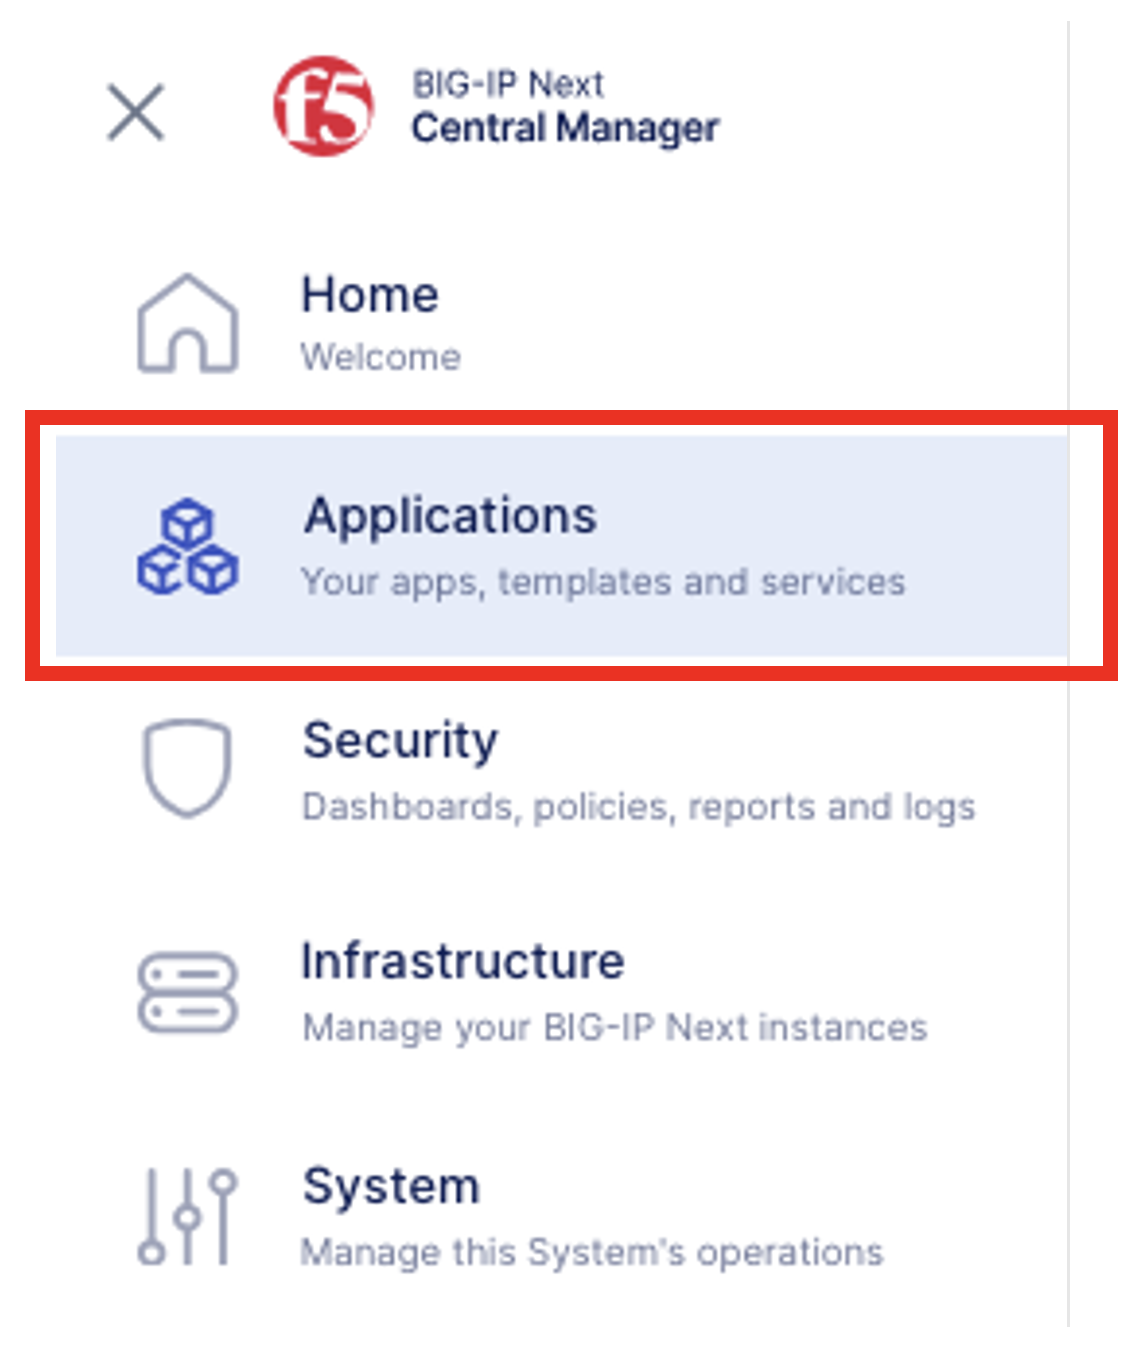 f5
BIG-IP Next
Central Manager
Home
Welcome
Applications
Your apps, templates and services
Security
Dashboards, policies, reports and logs
Infrastructure
Manage your BIG-IP Next instances
System
Manage this System's operations